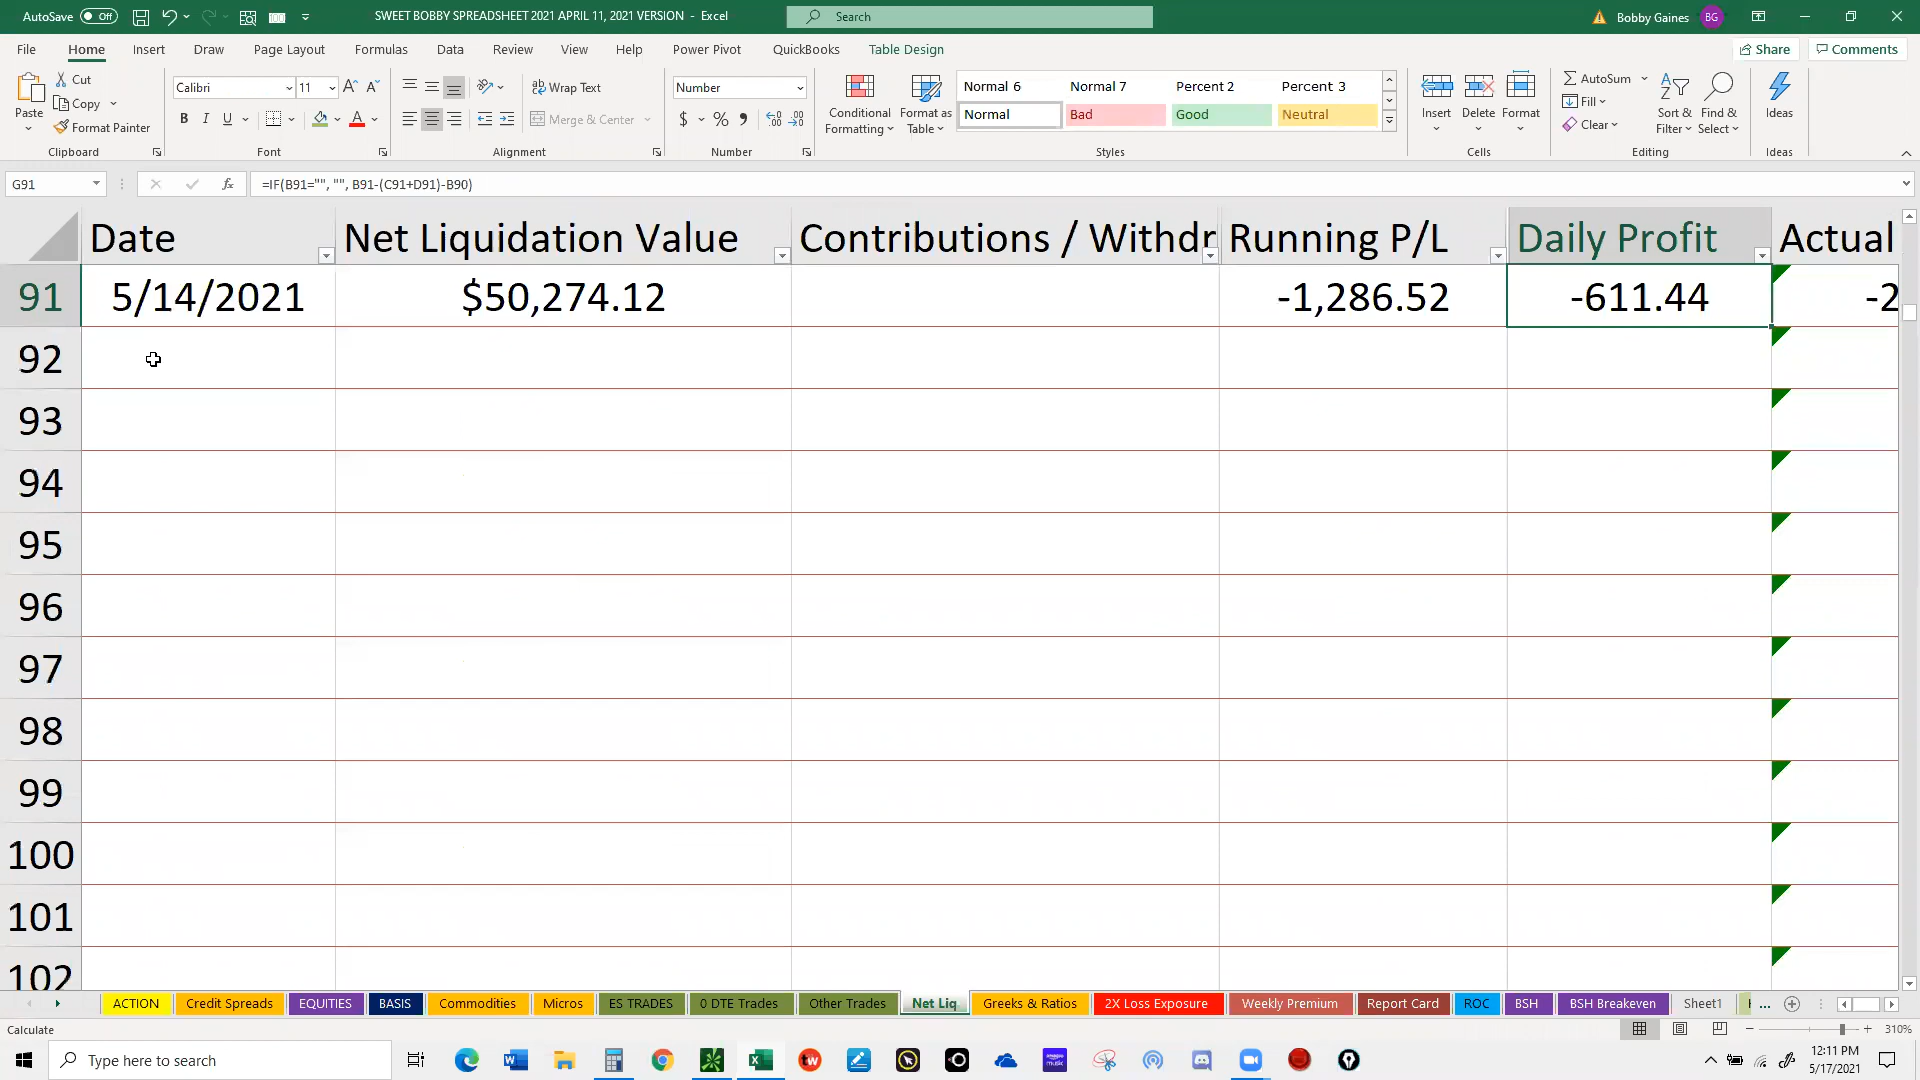 AutoSave Off SWEET BOBBY SPREADSHEET 2021 APRIL 11, 2021 VERSION - Excel Search Bobby Gaines BG
File Home Insert Draw Page Layout Formulas Data Review View Help Power Pivot QuickBooks Table Design Share Comments
Cut
Copy
Format Painter
Paste
Calibri 11
Wrap Text
Merge & Center
Number
Conditional Formatting
Format as Table
Normal 6 Normal 7 Percent 2 Percent 3
Normal Bad Good Neutral
Insert Delete Format
AutoSum
Fill
Clear
Sort & Filter
Find & Select
Ideas
Clipboard Font Alignment Number Styles Cells Editing Ideas
G91 fx =IF(B91="", "", B91-(C91+D91)-B90)
Date Net Liquidation Value Contributions / Withdr Running P/L Daily Profit Actual
91 5/14/2021 $50,274.12 -1,286.52 -611.44 -2
92
93
94
95
96
97
98
99
100
101
102
ACTION Credit Spreads EQUITIES BASIS Commodities Micros ES TRADES 0 DTE Trades Other Trades Net Liq Greeks & Ratios 2X Loss Exposure Weekly Premium Report Card ROC BSH BSH Breakeven Sheet1 ...
Calculate 310%
Type here to search 12:11 PM
5/17/2021